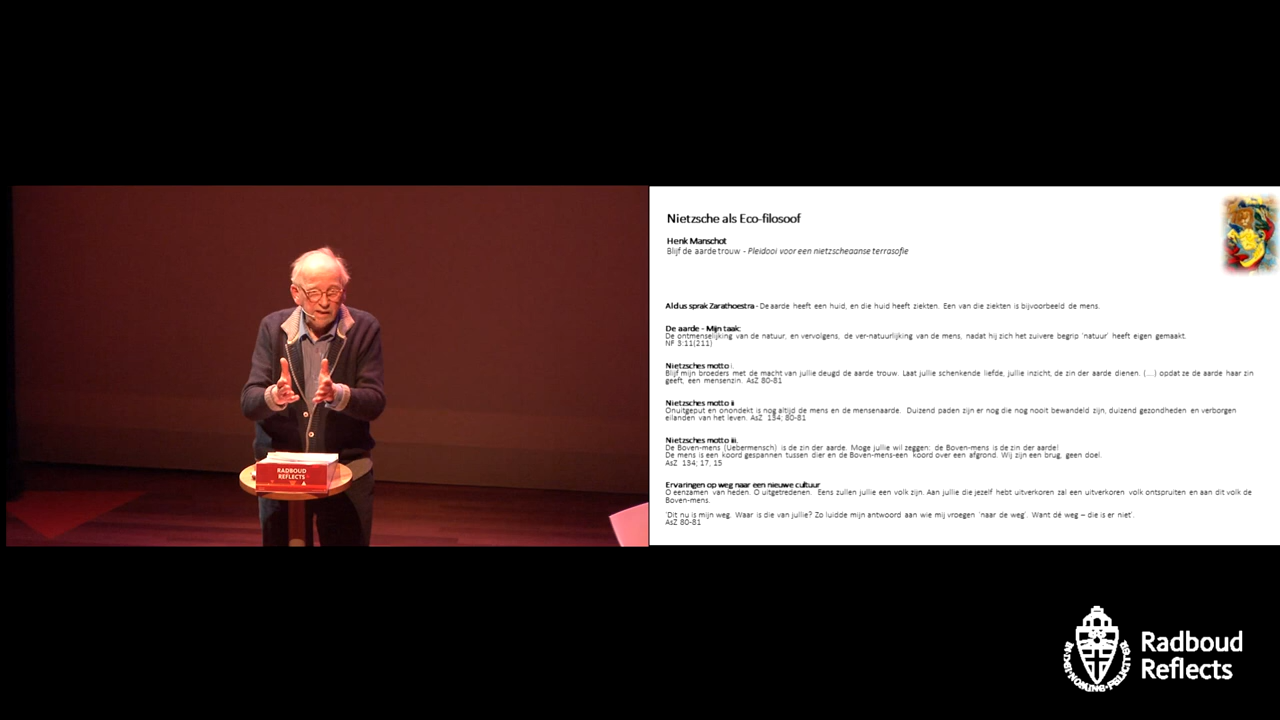 Nietzsche als Eco-filosoof
Henk Manschot
Blijf de aarde trouw - Pleidooi voor een nietzscheaanse terrasofie
Aldus sprak Zarathoestra - De aarde heeft een huid, en die huid heeft ziekten. Een van die ziekten is bijvoorbeeld de mens.
De aarde - Mijn taak:
De ontmenselijking van de natuur, en vervolgens, de ver-natuurlijking van de mens, nadat hij zich het zuivere begrip 'natuur' heeft eigen gemaakt.
NF 3:11(211)
Nietzsches motto i.
Blijf mijn broeders met de macht van jullie deugd de aarde trouw. Laat jullie schenkende liefde, jullie inzicht, de zin der aarde dienen. (....) opdat ze de aarde haar zin
geeft, een mensenzin. AsZ 80-81
Nietzsches motto ii
Onuitgeput en onondekt is nog altijd de mens en de mensenaarde. Duizend paden zijn er nog die nog nooit bewandeld zijn, duizend gezondheden en verborgen
eilanden van het leven. AsZ 134; 80-81
Nietzsches motto iii.
De Boven-mens (Uebermensch) is de zin der aarde. Moge jullie wil zeggen: de Boven-mens is de zin der aarde!
De mens is een koord gespannen tussen dier en de Boven-mens-een koord over een afgrond. Wij zijn een brug, geen doel.
AsZ 134; 17, 15
Ervaringen op weg naar een nieuwe cultuur
O eenzamen van heden. O uitgetredenen. Eens zullen jullie een volk zijn. Aan jullie die jezelf hebt uitverkoren zal een uitverkoren volk ontspruiten en aan dit volk de
Boven-mens.
'Dit nu is mijn weg. Waar is die van jullie? Zo luidde mijn antwoord aan wie mij vroegen 'naar de weg'. Want dé weg – die is er niet'.
AsZ 80-81
RADBOUD
REFLECTS
Radboud
Reflects